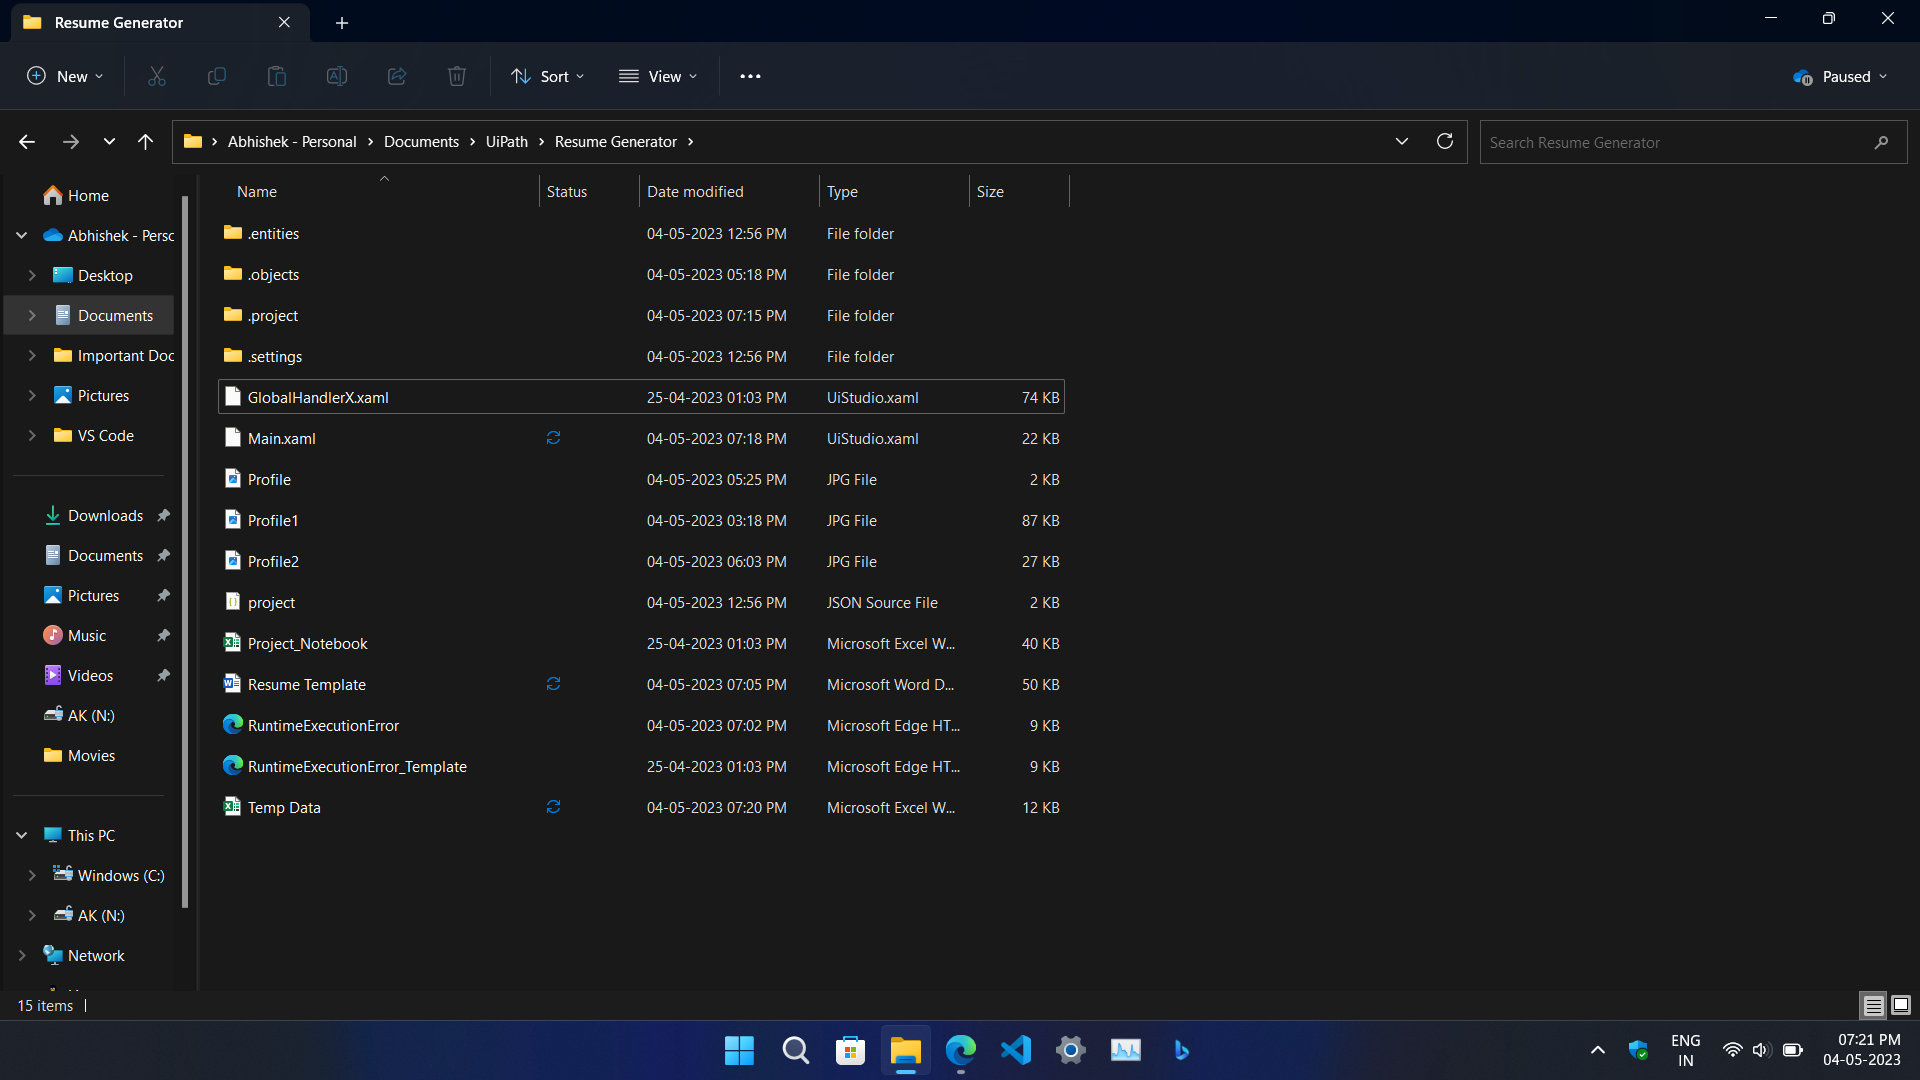 Resume Generator
New
Sort
View
Paused
Abhishek - Personal > Documents > UiPath > Resume Generator >
Search Resume Generator
Home
Abhishek - Persc
Desktop
Documents
Important Doc
Pictures
VS Code
Downloads
Documents
Pictures
Music
Videos
AK (N:)
Movies
This PC
Windows (C:)
AK (N:)
Network
Name Status Date modified Type Size
.entities 04-05-2023 12:56 PM File folder
.objects 04-05-2023 05:18 PM File folder
.project 04-05-2023 07:15 PM File folder
.settings 04-05-2023 12:56 PM File folder
GlobalHandlerX.xaml 25-04-2023 01:03 PM UiStudio.xaml 74 KB
Main.xaml 04-05-2023 07:18 PM UiStudio.xaml 22 KB
Profile 04-05-2023 05:25 PM JPG File 2 KB
Profile1 04-05-2023 03:18 PM JPG File 87 KB
Profile2 04-05-2023 06:03 PM JPG File 27 KB
project 04-05-2023 12:56 PM JSON Source File 2 KB
Project_Notebook 25-04-2023 01:03 PM Microsoft Excel W... 40 KB
Resume Template 04-05-2023 07:05 PM Microsoft Word D... 50 KB
RuntimeExecutionError 04-05-2023 07:02 PM Microsoft Edge HT... 9 KB
RuntimeExecutionError_Template 25-04-2023 01:03 PM Microsoft Edge HT... 9 KB
Temp Data 04-05-2023 07:20 PM Microsoft Excel W... 12 KB
15 items
ENG
IN
07:21 PM
04-05-2023